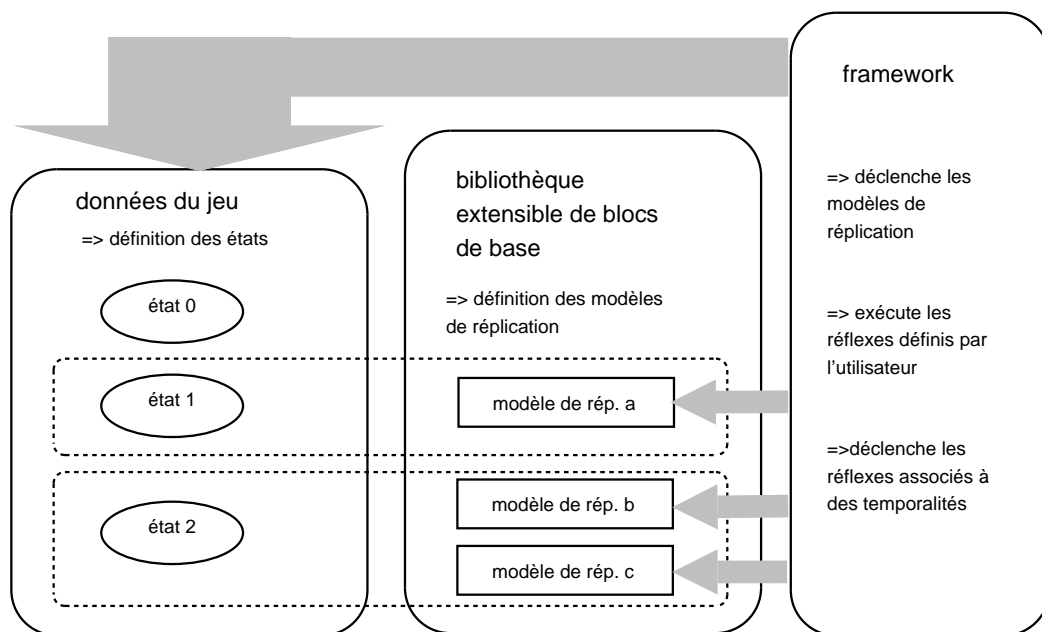 données du jeu
=> définition des états
état 0
état 1
état 2
bibliothèque
extensible de blocs
de base
=> définition des modèles
de réplication
modèle de rép. a
modèle de rép. b
modèle de rép. c
framework
=> déclenche les
modèles de
réplication
=> exécute les
réflexes définis par
l'utilisateur
=>déclenche les
réflexes associés à
des temporalités